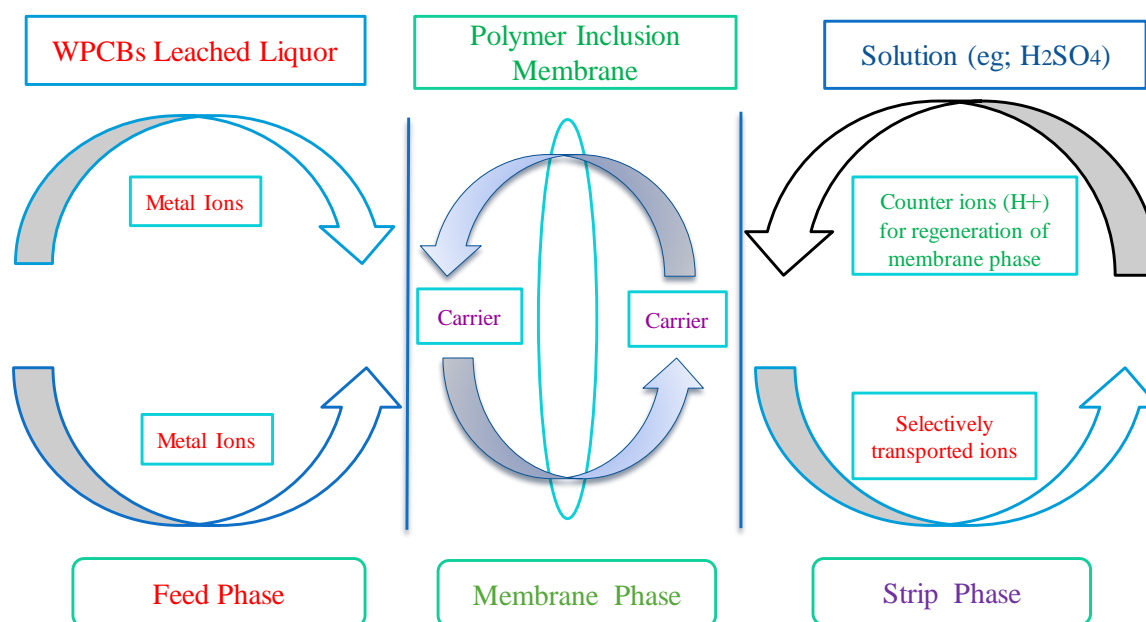 WPCBs Leached Liquor
Polymer Inclusion
Membrane
Solution (eg; H2SO4)
Metal Ions
Counter ions (H+)
for regeneration of
membrane phase
Carrier
Carrier
Metal Ions
Selectively
transported ions
Feed Phase
Membrane Phase
Strip Phase